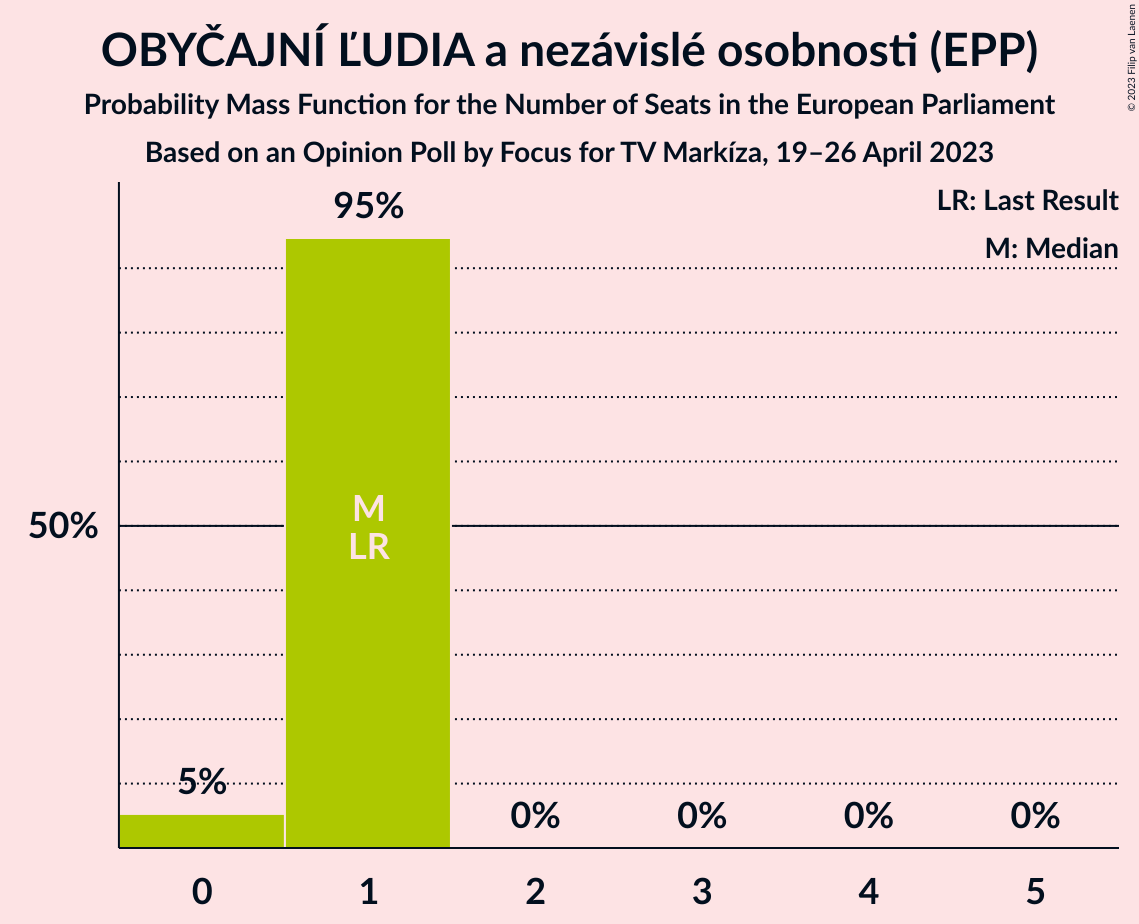 OBYČAJNÍ ĽUDIA a nezávislé osobnosti (EPP)
Probability Mass Function for the Number of Seats in the European Parliament
Based on an Opinion Poll by Focus for TV Markíza, 19–26 April 2023
© 2023 Filip van Laenen
LR: Last Result
M: Median
95%
M
LR
50%
5%
0% 0% 0% 0%
0 1 2 3 4 5